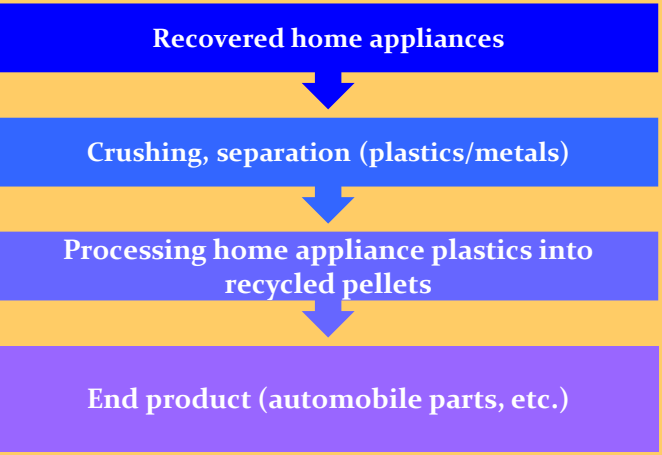 Recovered home appliances
Crushing, separation (plastics/metals)
Processing home appliance plastics into
recycled pellets
End product (automobile parts, etc.)